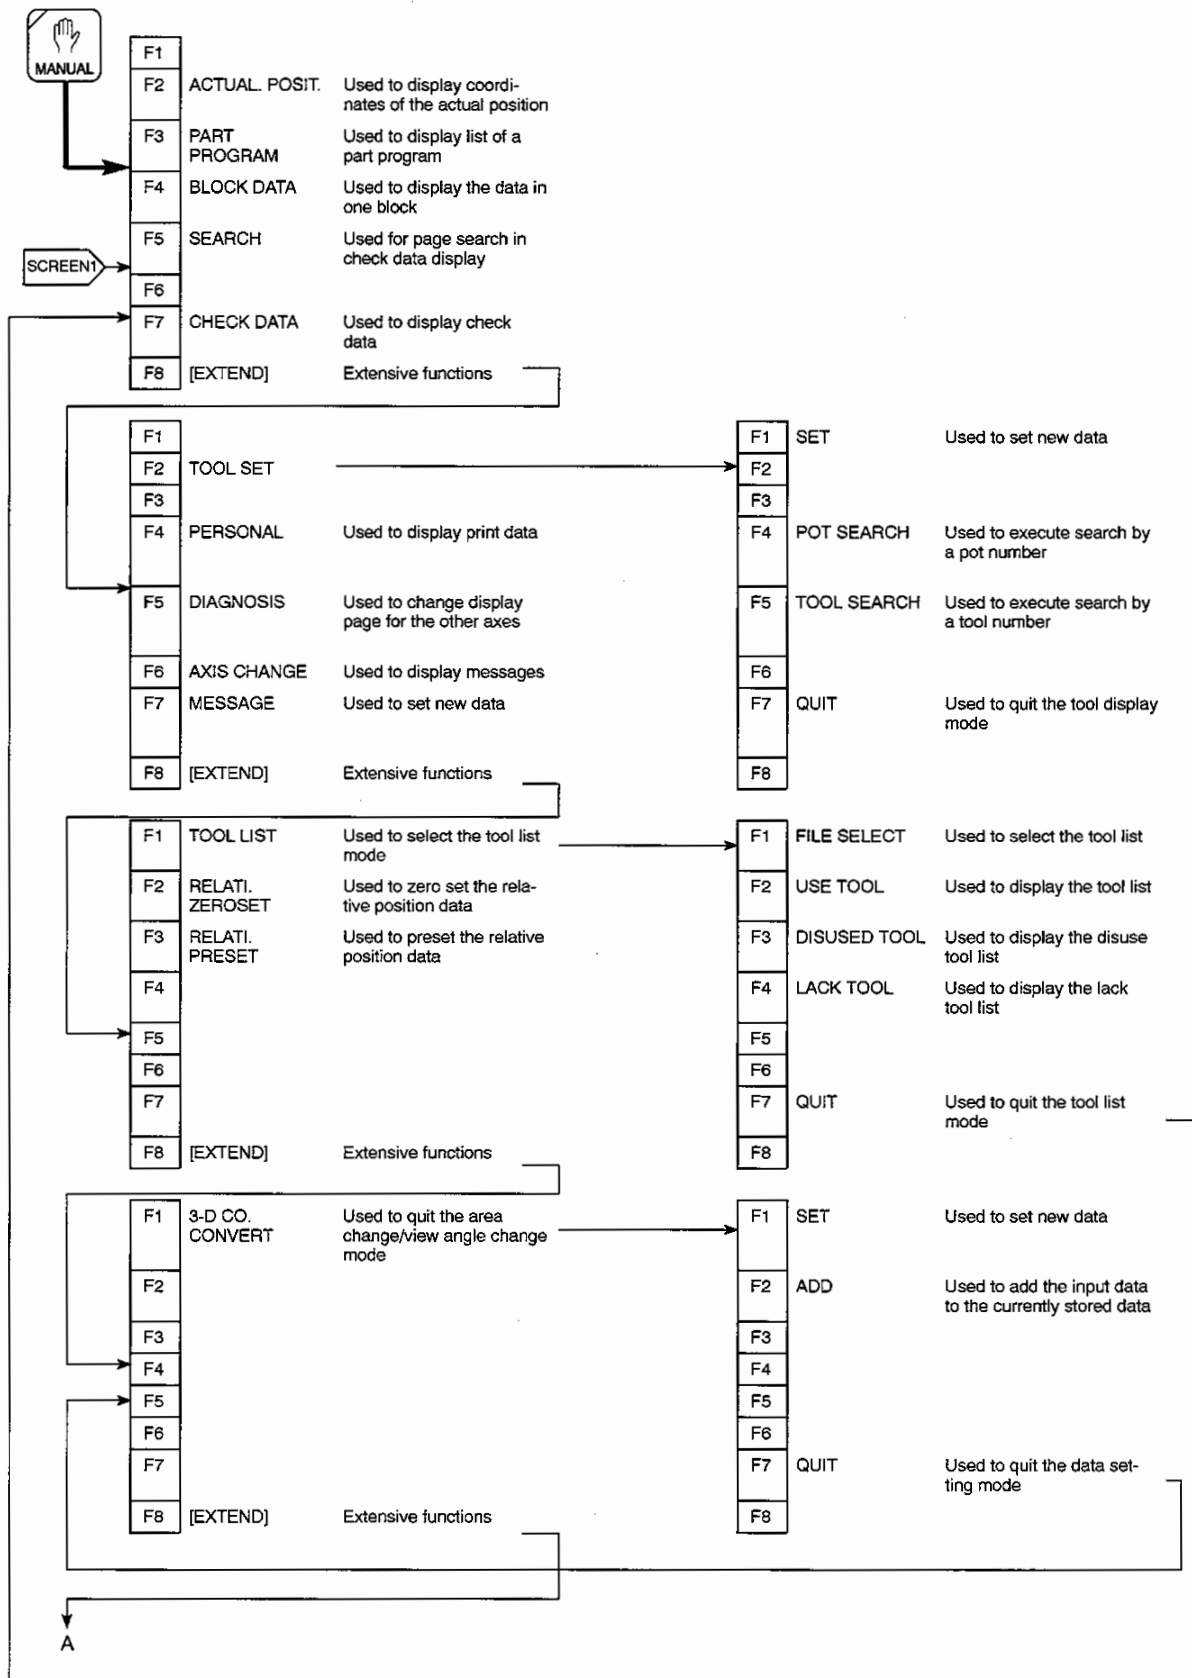 MANUAL
F1
F2 ACTUAL. POSIT. Used to display coordi-
nates of the actual position
F3 PART Used to display list of a
PROGRAM part program
F4 BLOCK DATA Used to display the data in
one block
F5 SEARCH Used for page search in
check data display
SCREEN1
F6
F7 CHECK DATA Used to display check
data
F8 [EXTEND] Extensive functions
F1
F2 TOOL SET
F3
F4 PERSONAL Used to display print data
F5 DIAGNOSIS Used to change display
page for the other axes
F6 AXIS CHANGE Used to display messages
F7 MESSAGE Used to set new data
F8 [EXTEND] Extensive functions
F1 SET Used to set new data
F2
F3
F4 POT SEARCH Used to execute search by
a pot number
F5 TOOL SEARCH Used to execute search by
a tool number
F6
F7 QUIT Used to quit the tool display
mode
F8
F1 TOOL LIST Used to select the tool list
mode
F2 RELATI. Used to zero set the rela-
ZEROSET tive position data
F3 RELATI. Used to preset the relative
PRESET position data
F4
F5
F6
F7
F8 [EXTEND] Extensive functions
F1 FILE SELECT Used to select the tool list
F2 USE TOOL Used to display the tool list
F3 DISUSED TOOL Used to display the disuse
tool list
F4 LACK TOOL Used to display the lack
tool list
F5
F6
F7 QUIT Used to quit the tool list
mode
F8
F1 3-D CO. Used to quit the area
CONVERT change/view angle change
mode
F2
F3
F4
F5
F6
F7
F8 [EXTEND] Extensive functions
F1 SET Used to set new data
F2 ADD Used to add the input data
to the currently stored data
F3
F4
F5
F6
F7 QUIT Used to quit the data set-
ting mode
F8
A